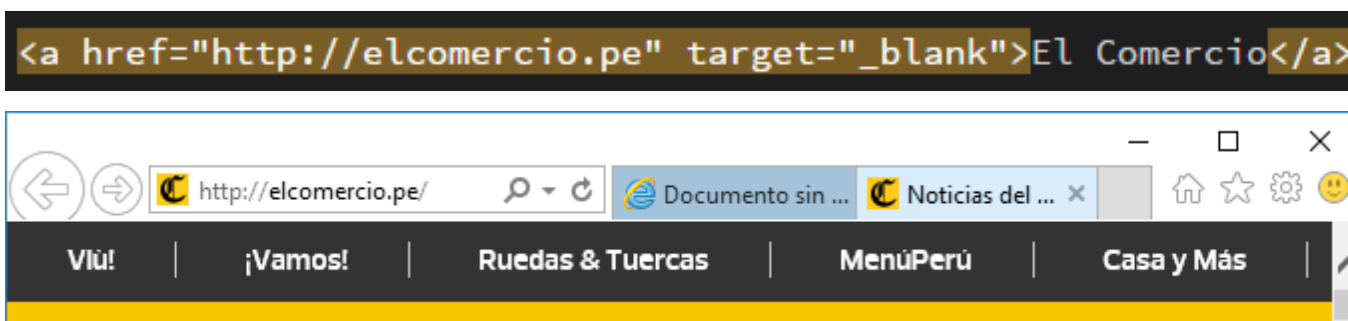 <a href="http://elcomercio.pe" target="_blank">El Comercio</a>
http://elcomercio.pe/ Documento sin ... Noticias del ...
VIù! ¡Vamos! Ruedas & Tuercas MenúPerú Casa y Más